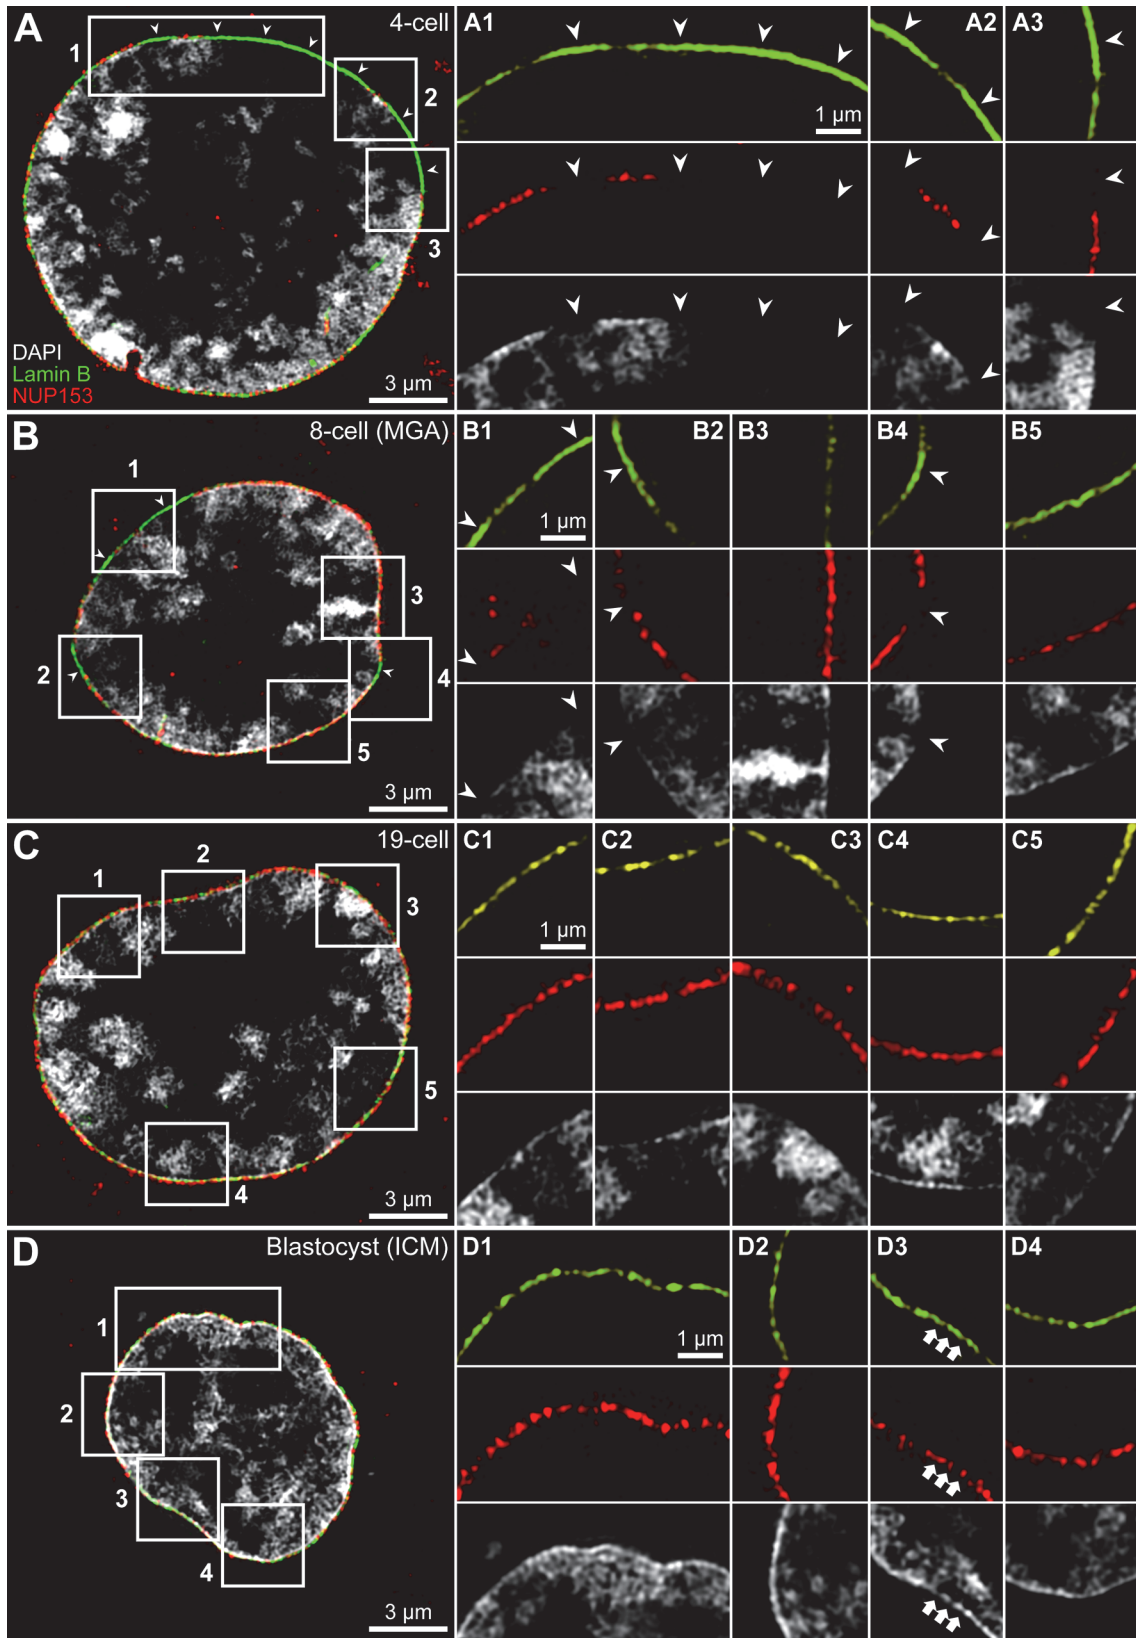 A
4-cell
1
2
3
DAPI
Lamin B
NUP153
3 µm
A1
A2
A3
1 µm
B
8-cell (MGA)
1
2
3
4
5
3 µm
B1
B2
B3
B4
B5
1 µm
C
19-cell
1
2
3
4
5
3 µm
C1
C2
C3
C4
C5
1 µm
D
Blastocyst (ICM)
1
2
3
4
3 µm
D1
D2
D3
D4
1 µm